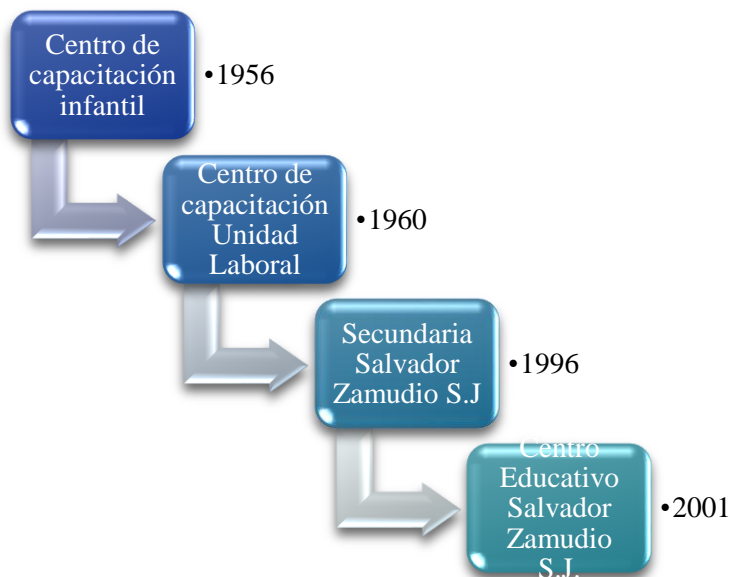 Centro de
capacitación
infantil
•1956
Centro de
capacitación
Unidad
Laboral
•1960
Secundaria
Salvador
Zamudio S.J
•1996
Centro
Educativo
Salvador
Zamudio
S.J.
•2001